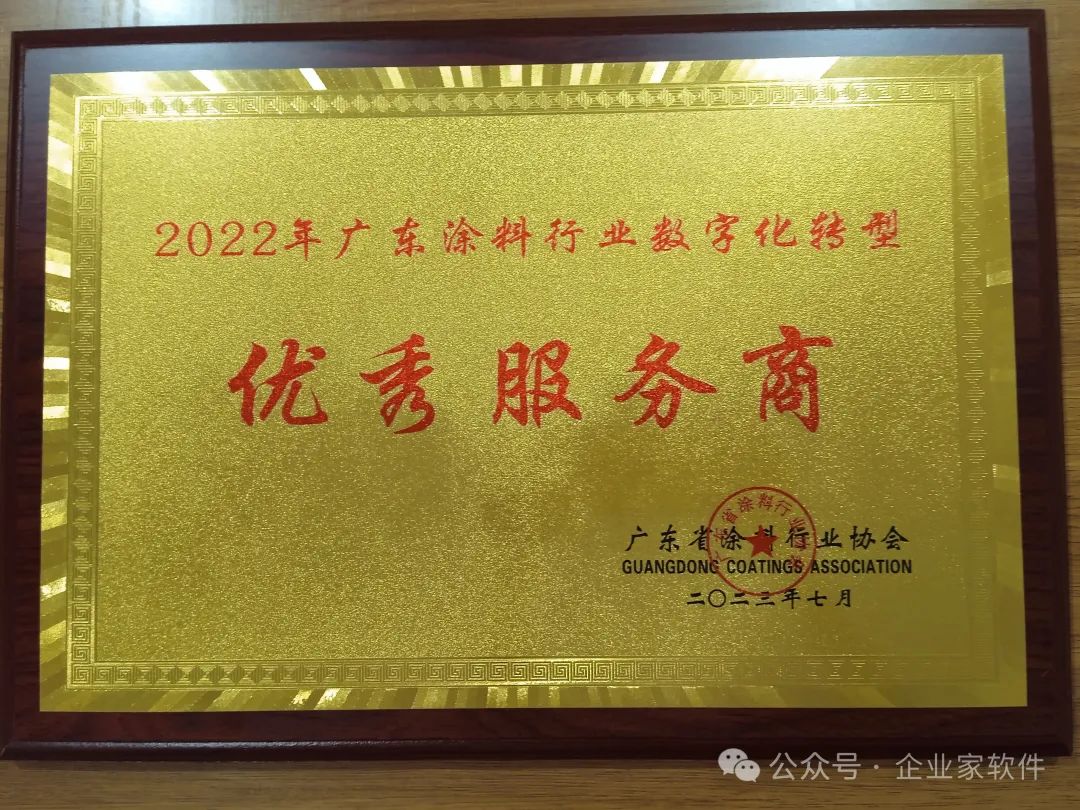 2022年广东涂料行业数字化转型
优秀服务商
广东省涂料行业协会
GUANGDONG COATINGS ASSOCIATION
二〇二三年七月
公众号·企业家软件